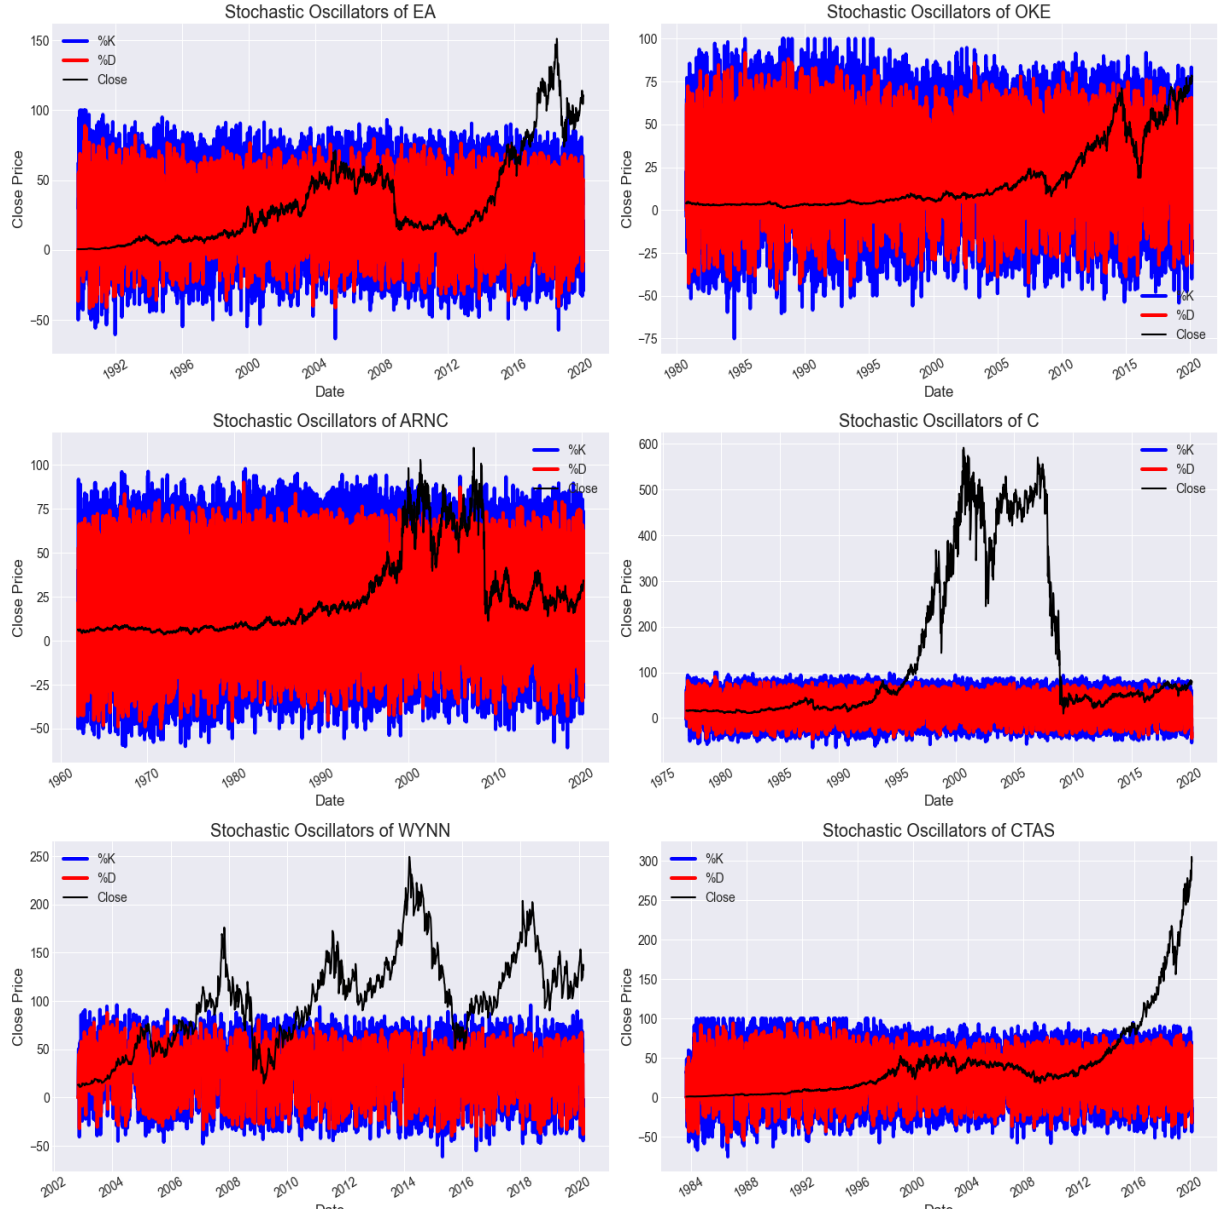 Stochastic Oscillators of EA
%K
%D
Close
150
100
50
0
−50
Close Price
1992
1996
2000
2004
2008
2012
2016
2020
Date
Stochastic Oscillators of OKE
100
75
50
25
0
−25
−50
−75
Close Price
%K
%D
Close
1980
1985
1990
1995
2000
2005
2010
2015
2020
Date
Stochastic Oscillators of ARNC
%K
%D
Close
100
75
50
25
0
−25
−50
Close Price
1960
1970
1980
1990
2000
2010
2020
Date
Stochastic Oscillators of C
%K
%D
Close
600
500
400
300
200
100
0
Close Price
1975
1980
1985
1990
1995
2000
2005
2010
2015
2020
Date
Stochastic Oscillators of WYNN
%K
%D
Close
250
200
150
100
50
0
−50
Close Price
2002
2004
2006
2008
2010
2012
2014
2016
2018
2020
Date
Stochastic Oscillators of CTAS
%K
%D
Close
300
250
200
150
100
50
0
−50
Close Price
1984
1988
1992
1996
2000
2004
2008
2012
2016
2020
Date